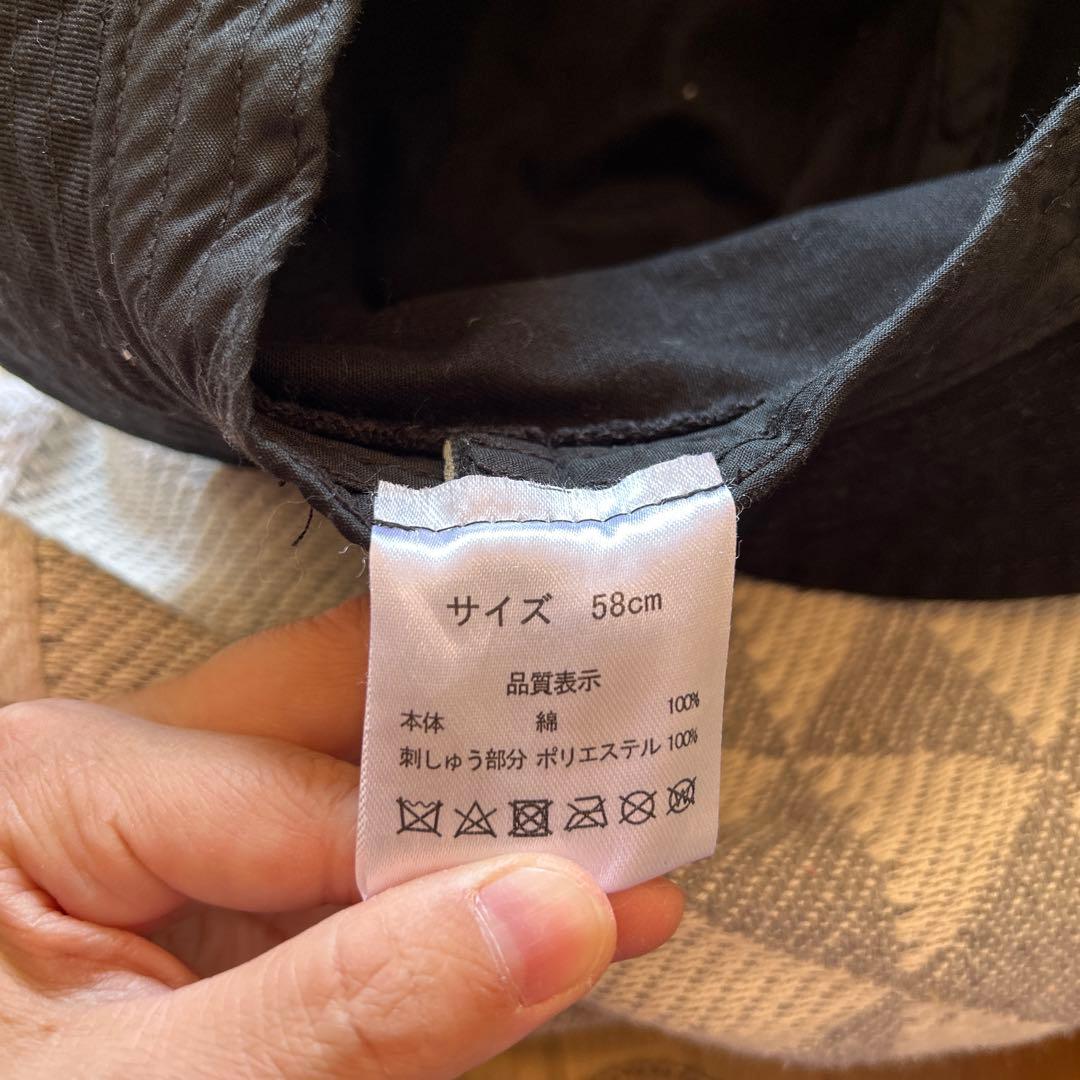 サイズ 58cm
品質表示
本体 綿 100%
刺しゅう部分 ポリエステル 100%